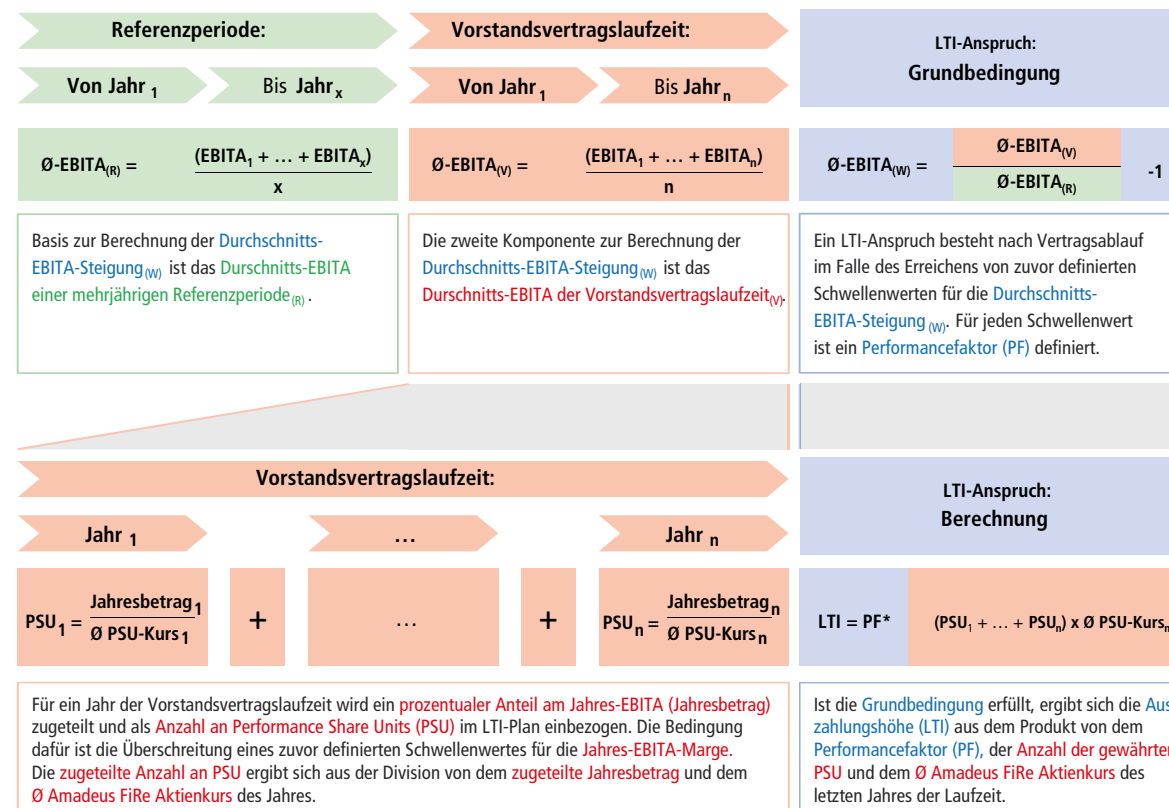 Referenzperiode:
Von Jahr 1
Bis Jahr x
Ø-EBITA(R) =
(EBITA1 + … + EBITAx)
x
Basis zur Berechnung der Durchschnitts-
EBITA-Steigung(W) ist das Durschnitts-EBITA
einer mehrjährigen Referenzperiode(R) .
Vorstandsvertragslaufzeit:
Von Jahr 1
Bis Jahr n
Ø-EBITA(V) =
(EBITA1 + … + EBITAn)
n
Die zweite Komponente zur Berechnung der
Durchschnitts-EBITA-Steigung(W) ist das
Durschnitts-EBITA der Vorstandsvertragslaufzeit(V).
LTI-Anspruch:
Grundbedingung
Ø-EBITA(W) =
Ø-EBITA(V)
Ø-EBITA(R)
-1
Ein LTI-Anspruch besteht nach Vertragsablauf
im Falle des Erreichens von zuvor definierten
Schwellenwerten für die Durchschnitts-
EBITA-Steigung (W). Für jeden Schwellenwert
ist ein Performancefaktor (PF) definiert.
Vorstandsvertragslaufzeit:
Jahr 1
…
Jahr n
PSU1 =
Jahresbetrag1
Ø PSU-Kurs1
+
…
+
PSUn =
Jahresbetragn
Ø PSU-Kursn
Für ein Jahr der Vorstandsvertragslaufzeit wird ein prozentualer Anteil am Jahres-EBITA (Jahresbetrag)
zugeteilt und als Anzahl an Performance Share Units (PSU) im LTI-Plan einbezogen. Die Bedingung
dafür ist die Überschreitung eines zuvor definierten Schwellenwertes für die Jahres-EBITA-Marge.
Die zugeteilte Anzahl an PSU ergibt sich aus der Division von dem zugeteilte Jahresbetrag und dem
Ø Amadeus FiRe Aktienkurs des Jahres.
LTI-Anspruch:
Berechnung
LTI = PF*
(PSU1 + … + PSUn) x Ø PSU-Kursn
Ist die Grundbedingung erfüllt, ergibt sich die Aus
zahlungshöhe (LTI) aus dem Produkt von dem
Performancefaktor (PF), der Anzahl der gewährten
PSU und dem Ø Amadeus FiRe Aktienkurs des
letzten Jahres der Laufzeit.